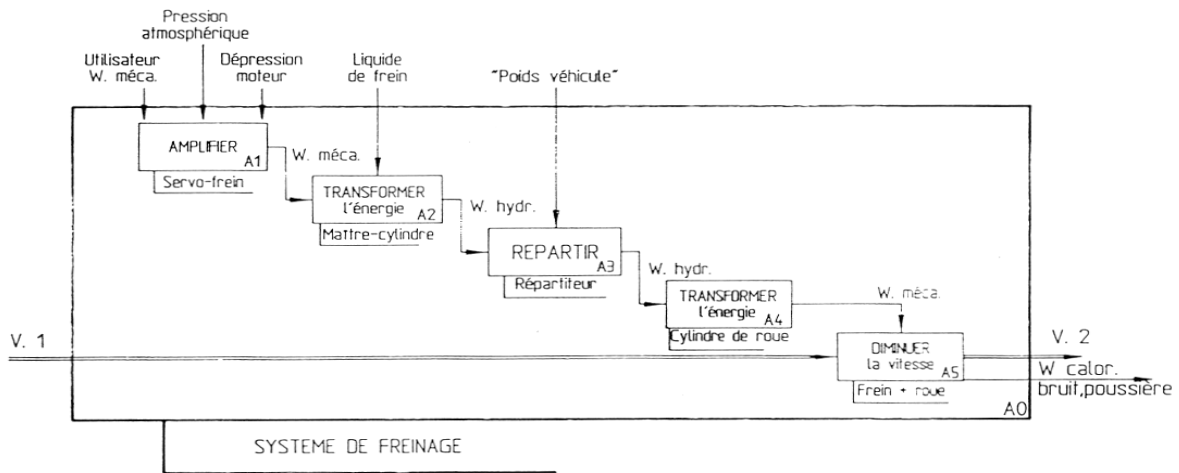 Pression
atmosphérique
Utilisateur
W. méca.
Dépression
moteur
Liquide
de frein
"Poids véhicule"
AMPLIFIER
A1
Servo-frein
W. méca.
TRANSFORMER
l'énergie
A2
Maître-cylindre
W. hydr.
REPARTIR
A3
Répartiteur
W. hydr.
TRANSFORMER
l'énergie
A4
Cylindre de roue
W. méca.
V. 1
DIMINUER
la vitesse
A5
Frein + roue
V. 2
W calor.
bruit,poussière
A0
SYSTEME DE FREINAGE